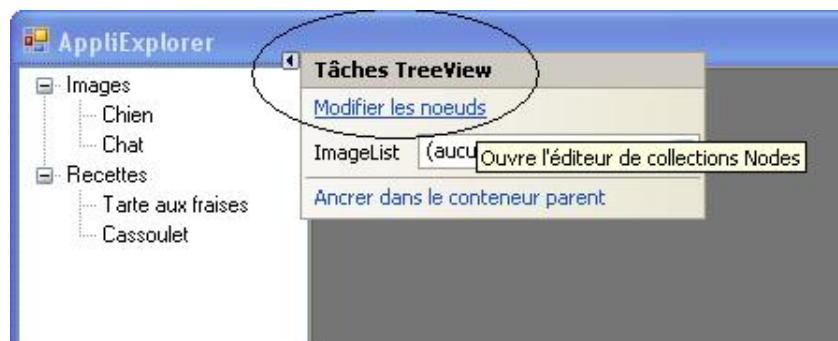 AppliExplorer
Images
Chien
Chat
Recettes
Tarte aux fraises
Cassoulet
Tâches TreeView
Modifier les noeuds
ImageList (aucu
Ouvre l'éditeur de collections Nodes
Ancrer dans le conteneur parent